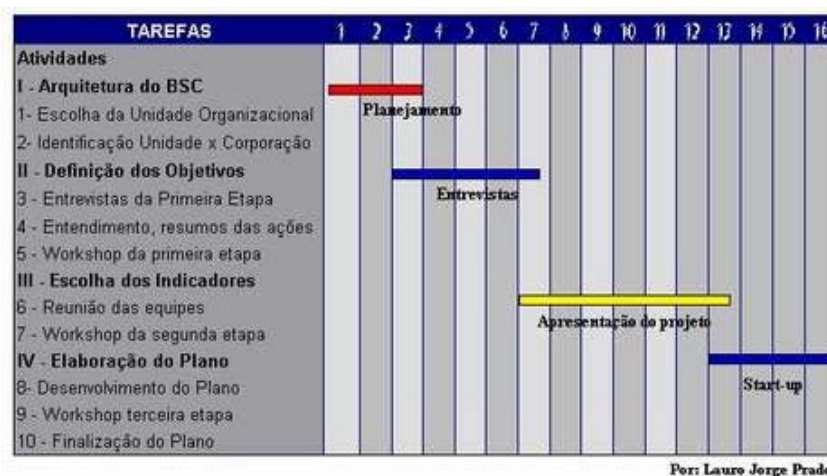 TAREFAS 1 2 3 4 5 6 7 8 9 10 11 12 13 14 15 16
Atividades
I - Arquitetura do BSC
1- Escolha da Unidade Organizacional
Planejamento
2- Identificação Unidade x Corporação
II - Definição dos Objetivos
3 - Entrevistas da Primeira Etapa
Entrevistas
4 - Entendimento, resumos das ações
5 - Workshop da primeira etapa
III - Escolha dos Indicadores
6 - Reunião das equipes
Apresentação do projeto
7 - Workshop da segunda etapa
IV - Elaboração do Plano
8- Desenvolvimento do Plano
Start-up
9 - Workshop terceira etapa
10 - Finalização do Plano
Por: Lauro Jorge Prado